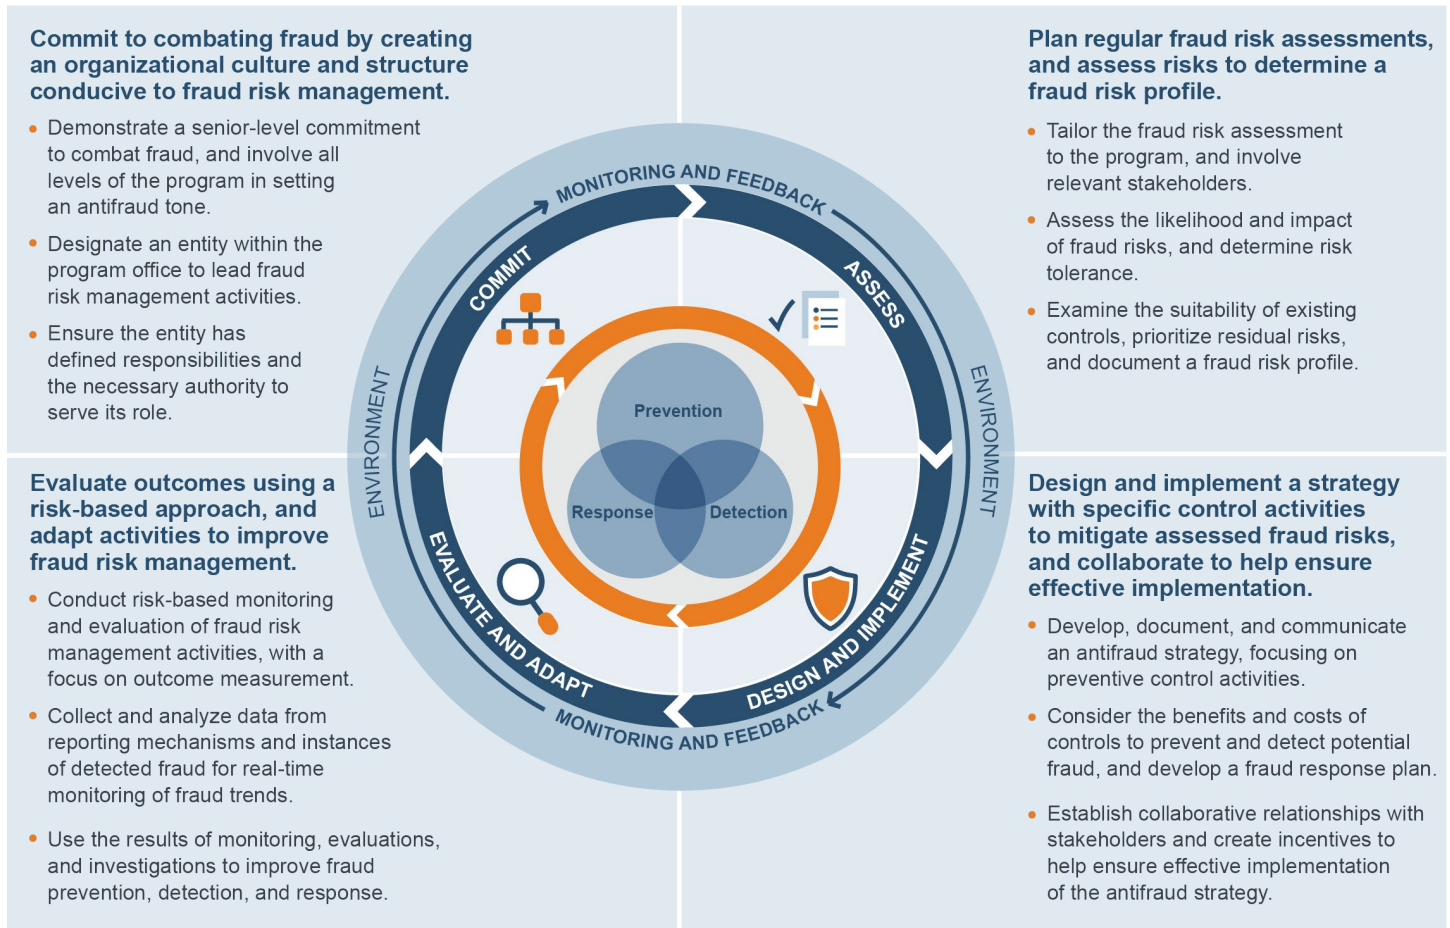 Commit to combating fraud by creating
an organizational culture and structure
conducive to fraud risk management.
• Demonstrate a senior-level commitment
to combat fraud, and involve all
levels of the program in setting
an antifraud tone.
• Designate an entity within the
program office to lead fraud
risk management activities.
• Ensure the entity has
defined responsibilities and
the necessary authority to
serve its role.
Plan regular fraud risk assessments,
and assess risks to determine a
fraud risk profile.
• Tailor the fraud risk assessment
to the program, and involve
relevant stakeholders.
• Assess the likelihood and impact
of fraud risks, and determine risk
tolerance.
• Examine the suitability of existing
controls, prioritize residual risks,
and document a fraud risk profile.
MONITORING AND FEEDBACK
COMMIT
ASSESS
ENVIRONMENT
ENVIRONMENT
Prevention
Response
Detection
EVALUATE AND ADAPT
DESIGN AND IMPLEMENT
MONITORING AND FEEDBACK
Evaluate outcomes using a
risk-based approach, and
adapt activities to improve
fraud risk management.
• Conduct risk-based monitoring
and evaluation of fraud risk
management activities, with a
focus on outcome measurement.
• Collect and analyze data from
reporting mechanisms and instances
of detected fraud for real-time
monitoring of fraud trends.
• Use the results of monitoring, evaluations,
and investigations to improve fraud
prevention, detection, and response.
Design and implement a strategy
with specific control activities
to mitigate assessed fraud risks,
and collaborate to help ensure
effective implementation.
• Develop, document, and communicate
an antifraud strategy, focusing on
preventive control activities.
• Consider the benefits and costs of
controls to prevent and detect potential
fraud, and develop a fraud response plan.
• Establish collaborative relationships with
stakeholders and create incentives to
help ensure effective implementation
of the antifraud strategy.